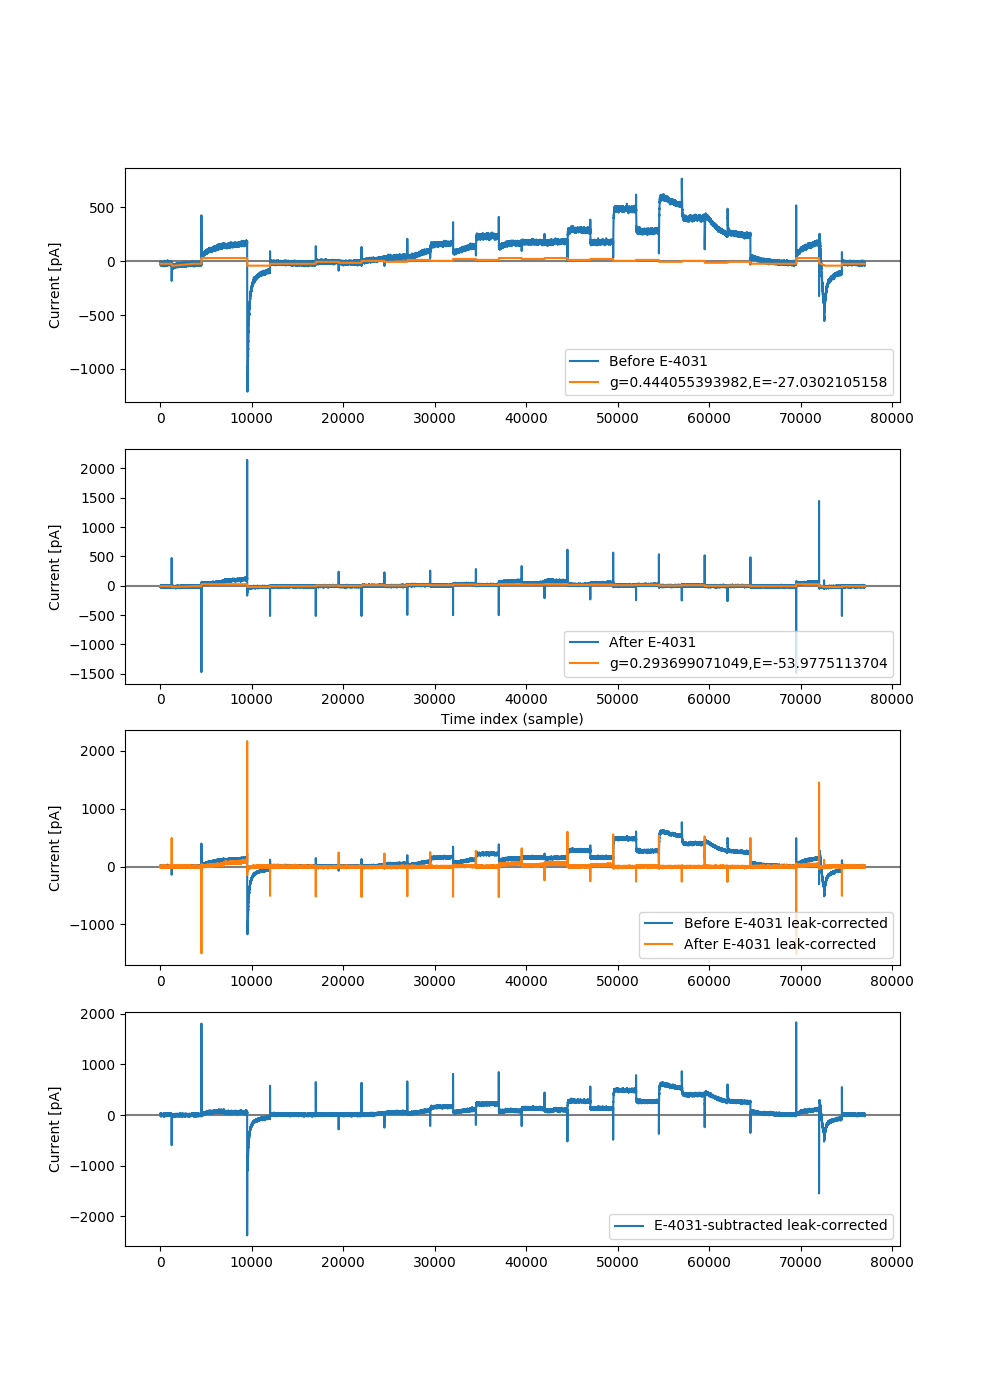 500
0
−500
−1000
Current [pA]
Before E-4031
g=0.444055393982,E=-27.0302105158
0 10000 20000 30000 40000 50000 60000 70000 80000
2000
1500
1000
500
0
−500
−1000
−1500
Current [pA]
After E-4031
g=0.293699071049,E=-53.9775113704
0 10000 20000 30000 40000 50000 60000 70000 80000
Time index (sample)
2000
1000
0
−1000
Current [pA]
Before E-4031 leak-corrected
After E-4031 leak-corrected
0 10000 20000 30000 40000 50000 60000 70000 80000
2000
1000
0
−1000
−2000
Current [pA]
E-4031-subtracted leak-corrected
0 10000 20000 30000 40000 50000 60000 70000 80000